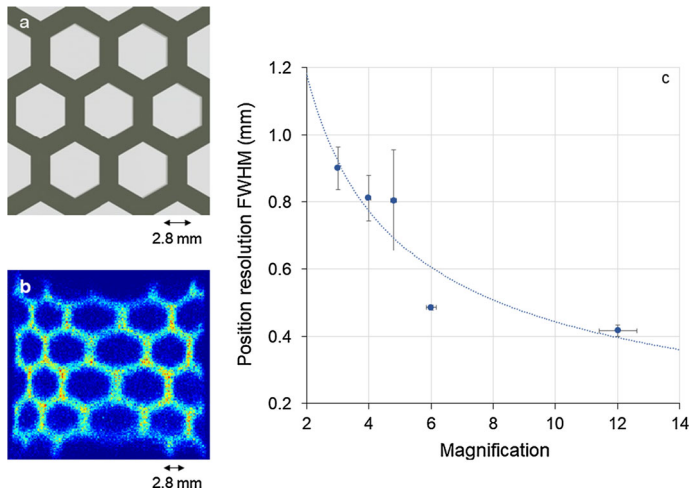 a
2.8 mm
b
2.8 mm
c
Position resolution FWHM (mm)
1.2
1.0
0.8
0.6
0.4
0.2
2 4 6 8 10 12 14
Magnification